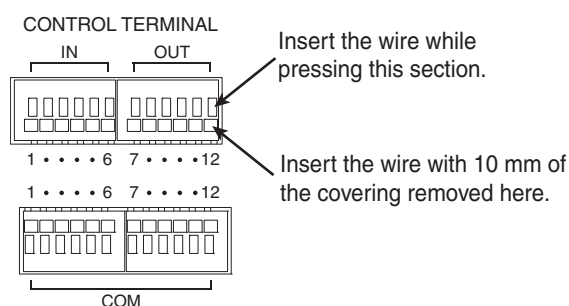 CONTROL TERMINAL
IN OUT
Insert the wire while
pressing this section.
1 • • • • 6 7 • • • • 12
Insert the wire with 10 mm of
the covering removed here.
1 • • • • 6 7 • • • • 12
COM